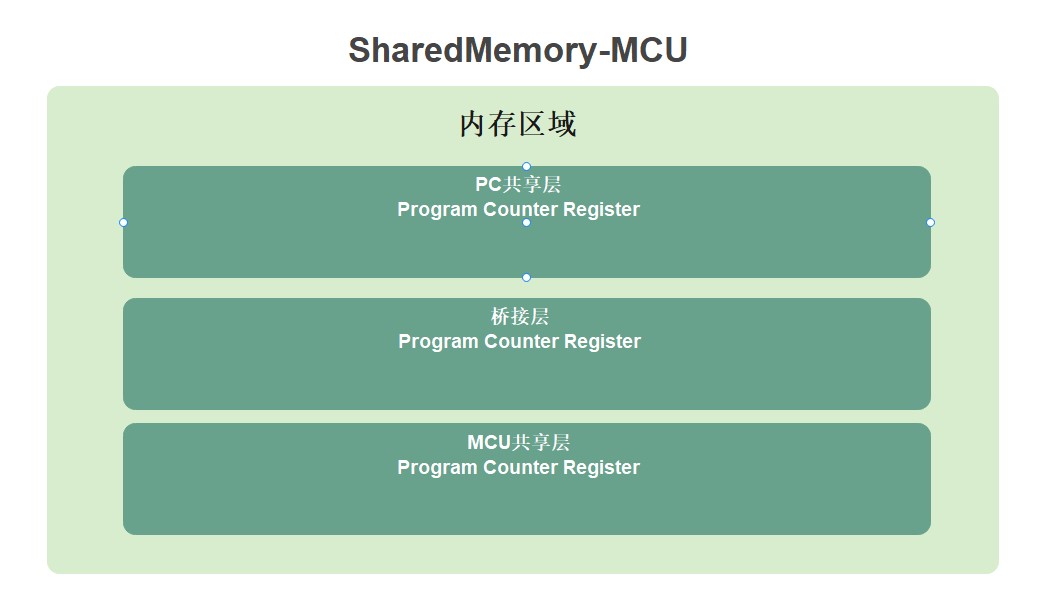 SharedMemory-MCU
内存区域
PC共享层
Program Counter Register
桥接层
Program Counter Register
MCU共享层
Program Counter Register